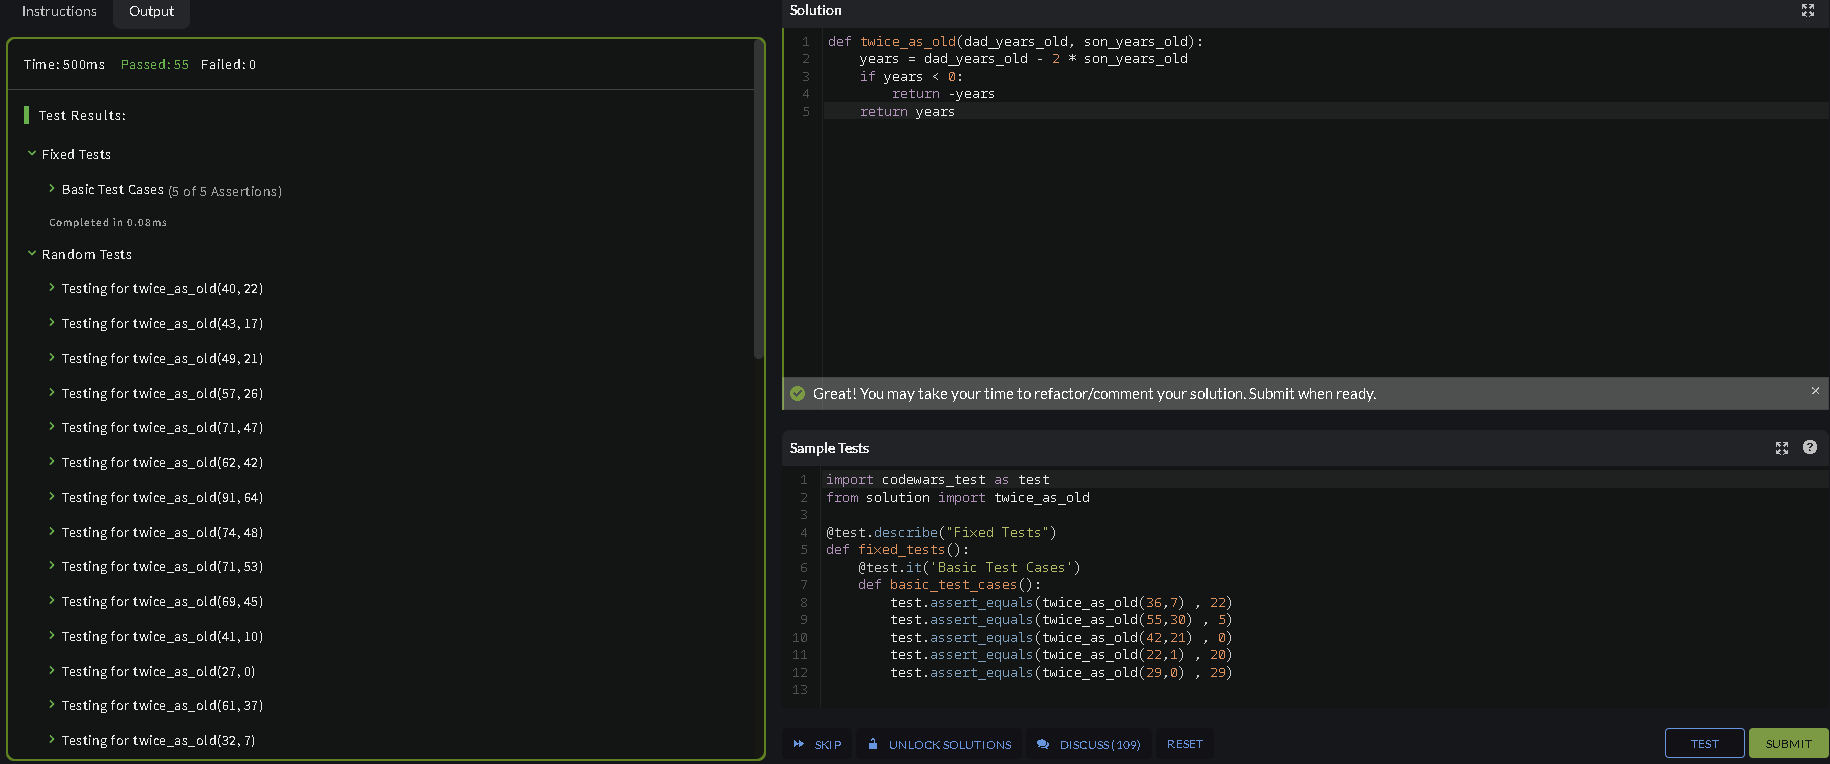 Instructions
Output
Time: 500ms Passed: 55 Failed: 0
Test Results:
Fixed Tests
Basic Test Cases (5 of 5 Assertions)
Completed in 0.08ms
Random Tests
Testing for twice_as_old(40, 22)
Testing for twice_as_old(43, 17)
Testing for twice_as_old(49, 21)
Testing for twice_as_old(57, 26)
Testing for twice_as_old(71, 47)
Testing for twice_as_old(62, 42)
Testing for twice_as_old(91, 64)
Testing for twice_as_old(74, 48)
Testing for twice_as_old(71, 53)
Testing for twice_as_old(69, 45)
Testing for twice_as_old(41, 10)
Testing for twice_as_old(27, 0)
Testing for twice_as_old(61, 37)
Testing for twice_as_old(32, 7)
Solution
1 def twice_as_old(dad_years_old, son_years_old):
2     years = dad_years_old - 2 * son_years_old
3     if years < 0:
4         return -years
5     return years
Great! You may take your time to refactor/comment your solution. Submit when ready.
Sample Tests
1 import codewars_test as test
2 from solution import twice_as_old
3
4 @test.describe("Fixed Tests")
5 def fixed_tests():
6     @test.it('Basic Test Cases')
7     def basic_test_cases():
8         test.assert_equals(twice_as_old(36,7) , 22)
9         test.assert_equals(twice_as_old(55,30) , 5)
10         test.assert_equals(twice_as_old(42,21) , 0)
11         test.assert_equals(twice_as_old(22,1) , 20)
12         test.assert_equals(twice_as_old(29,0) , 29)
13
SKIP
UNLOCK SOLUTIONS
DISCUSS (109)
RESET
TEST
SUBMIT